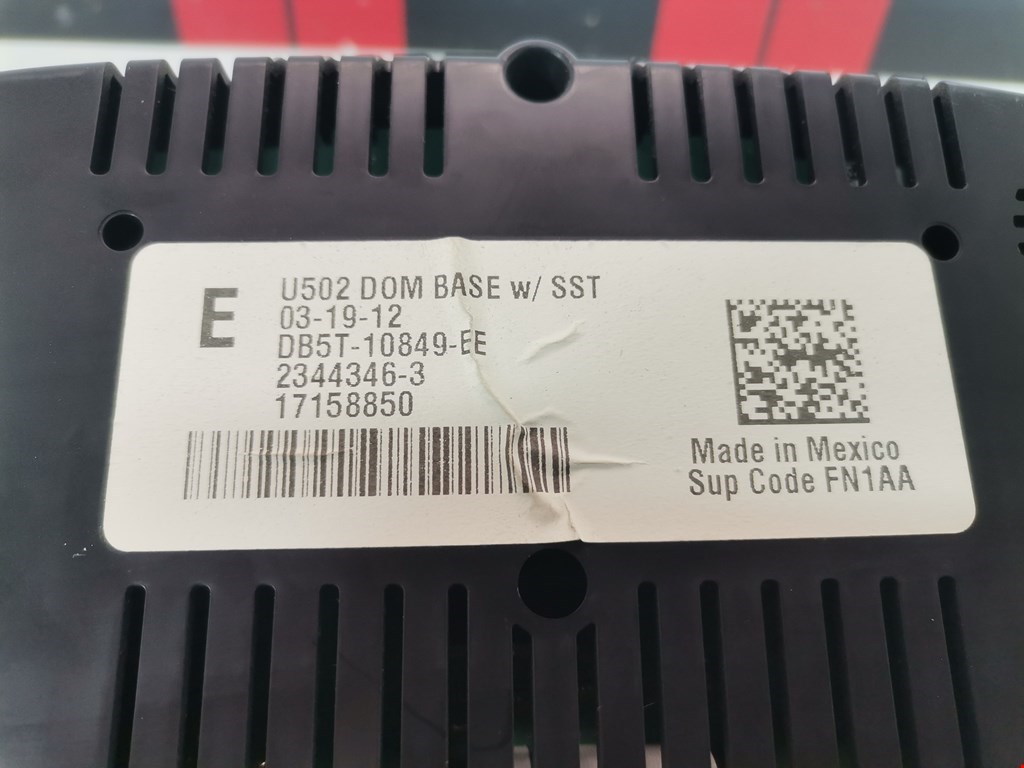 E
U502 DOM BASE w/ SST
03-19-12
DB5T-10849-EE
2344346-3
17158850
Made in Mexico
Sup Code FN1AA